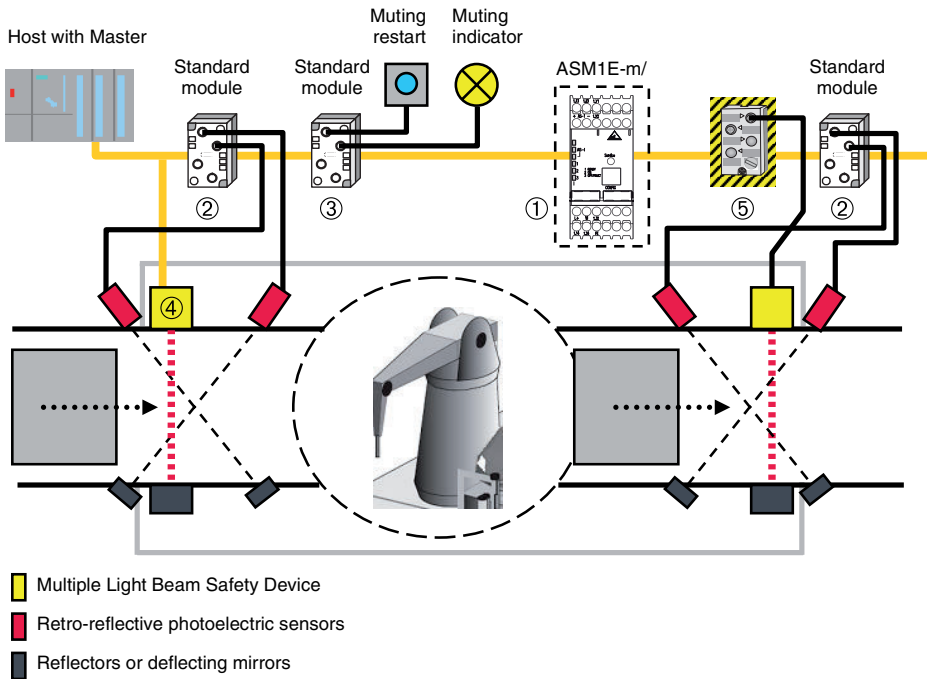 Host with Master
Standard
module
Standard
module
Muting
restart
Muting
indicator
ASM1E-m/
Standard
module
②
③
①
⑤
②
④
Multiple Light Beam Safety Device
Retro-reflective photoelectric sensors
Reflectors or deflecting mirrors